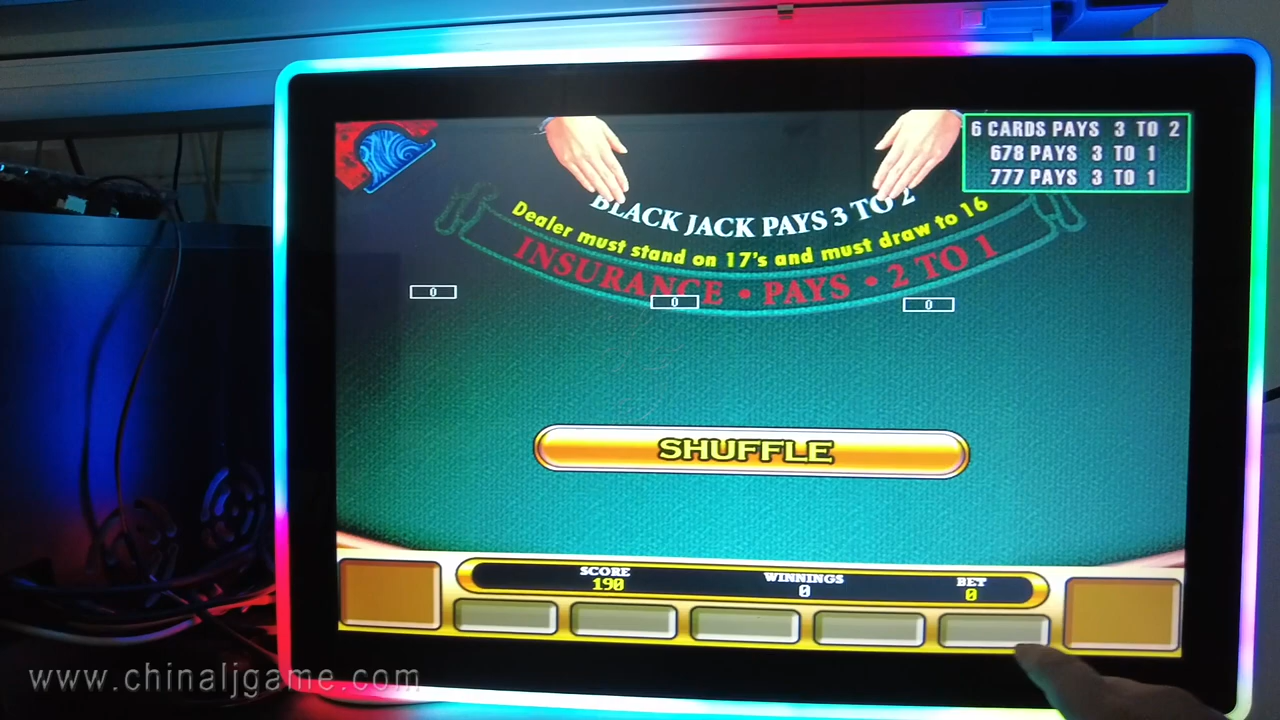 6 CARDS PAYS 3 TO 2
678 PAYS 3 TO 1
777 PAYS 3 TO 1
BLACK JACK PAYS 3 TO 2
Dealer must stand on 17's and must draw to 16
INSURANCE • PAYS • 2 TO 1
0
0
0
SHUFFLE
SCORE
190
WINNINGS
0
BET
0
www.chinaljgame.com